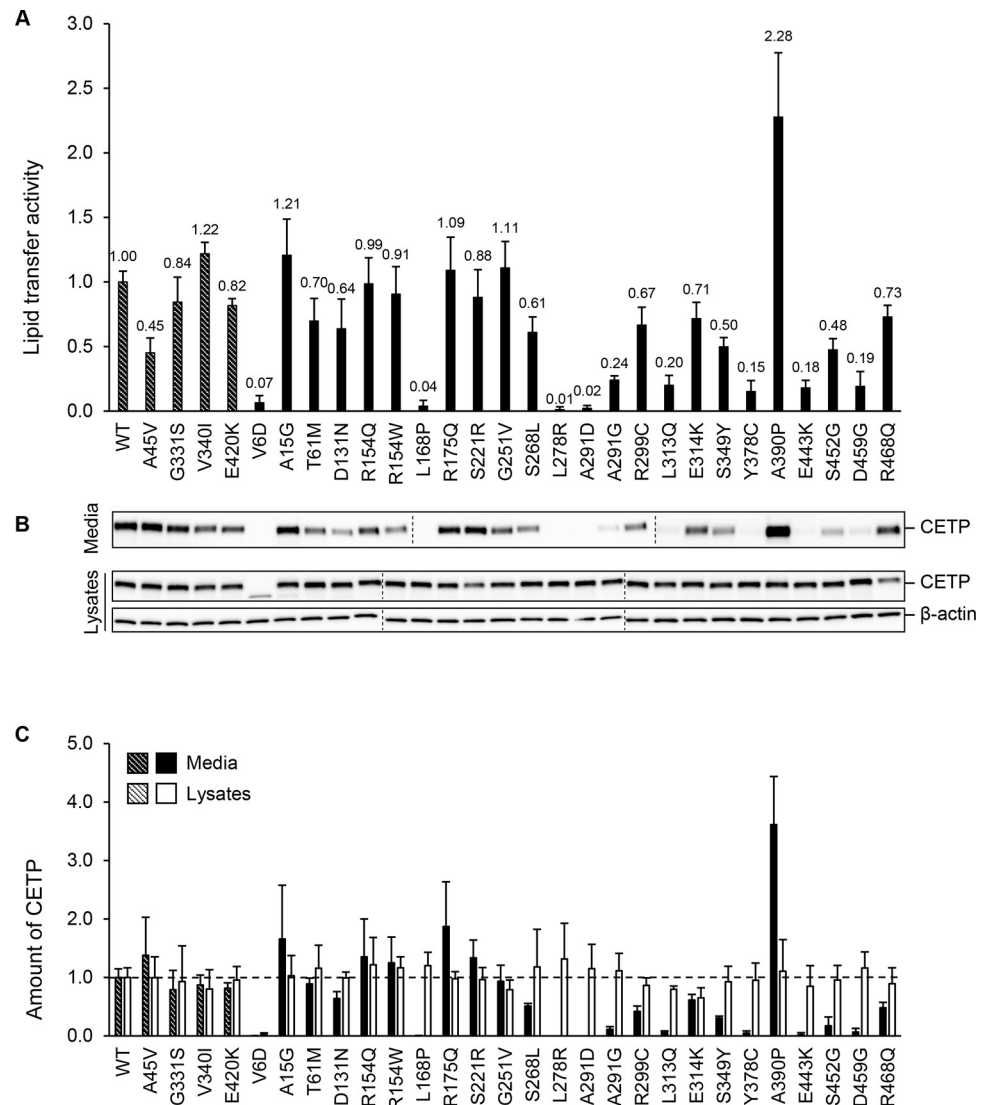 A
3.0
2.5
2.0
1.5
1.0
0.5
0.0
Lipid transfer activity
1.00
0.45
0.84
1.22
0.82
0.07
1.21
0.70
0.64
0.99
0.91
0.04
1.09
0.88
1.11
0.61
0.01
0.02
0.24
0.67
0.20
0.71
0.50
0.15
2.28
0.18
0.48
0.19
0.73
WT
A45V
G331S
V340I
E420K
V6D
A15G
T61M
D131N
R154Q
R154W
L168P
R175Q
S221R
G251V
S268L
L278R
A291D
A291G
R299C
L313Q
E314K
S349Y
Y378C
A390P
E443K
S452G
D459G
R468Q
B
Media
CETP
Lysates
CETP
β-actin
C
5.0
4.0
3.0
2.0
1.0
0.0
Amount of CETP
Media
Lysates
WT
A45V
G331S
V340I
E420K
V6D
A15G
T61M
D131N
R154Q
R154W
L168P
R175Q
S221R
G251V
S268L
L278R
A291D
A291G
R299C
L313Q
E314K
S349Y
Y378C
A390P
E443K
S452G
D459G
R468Q